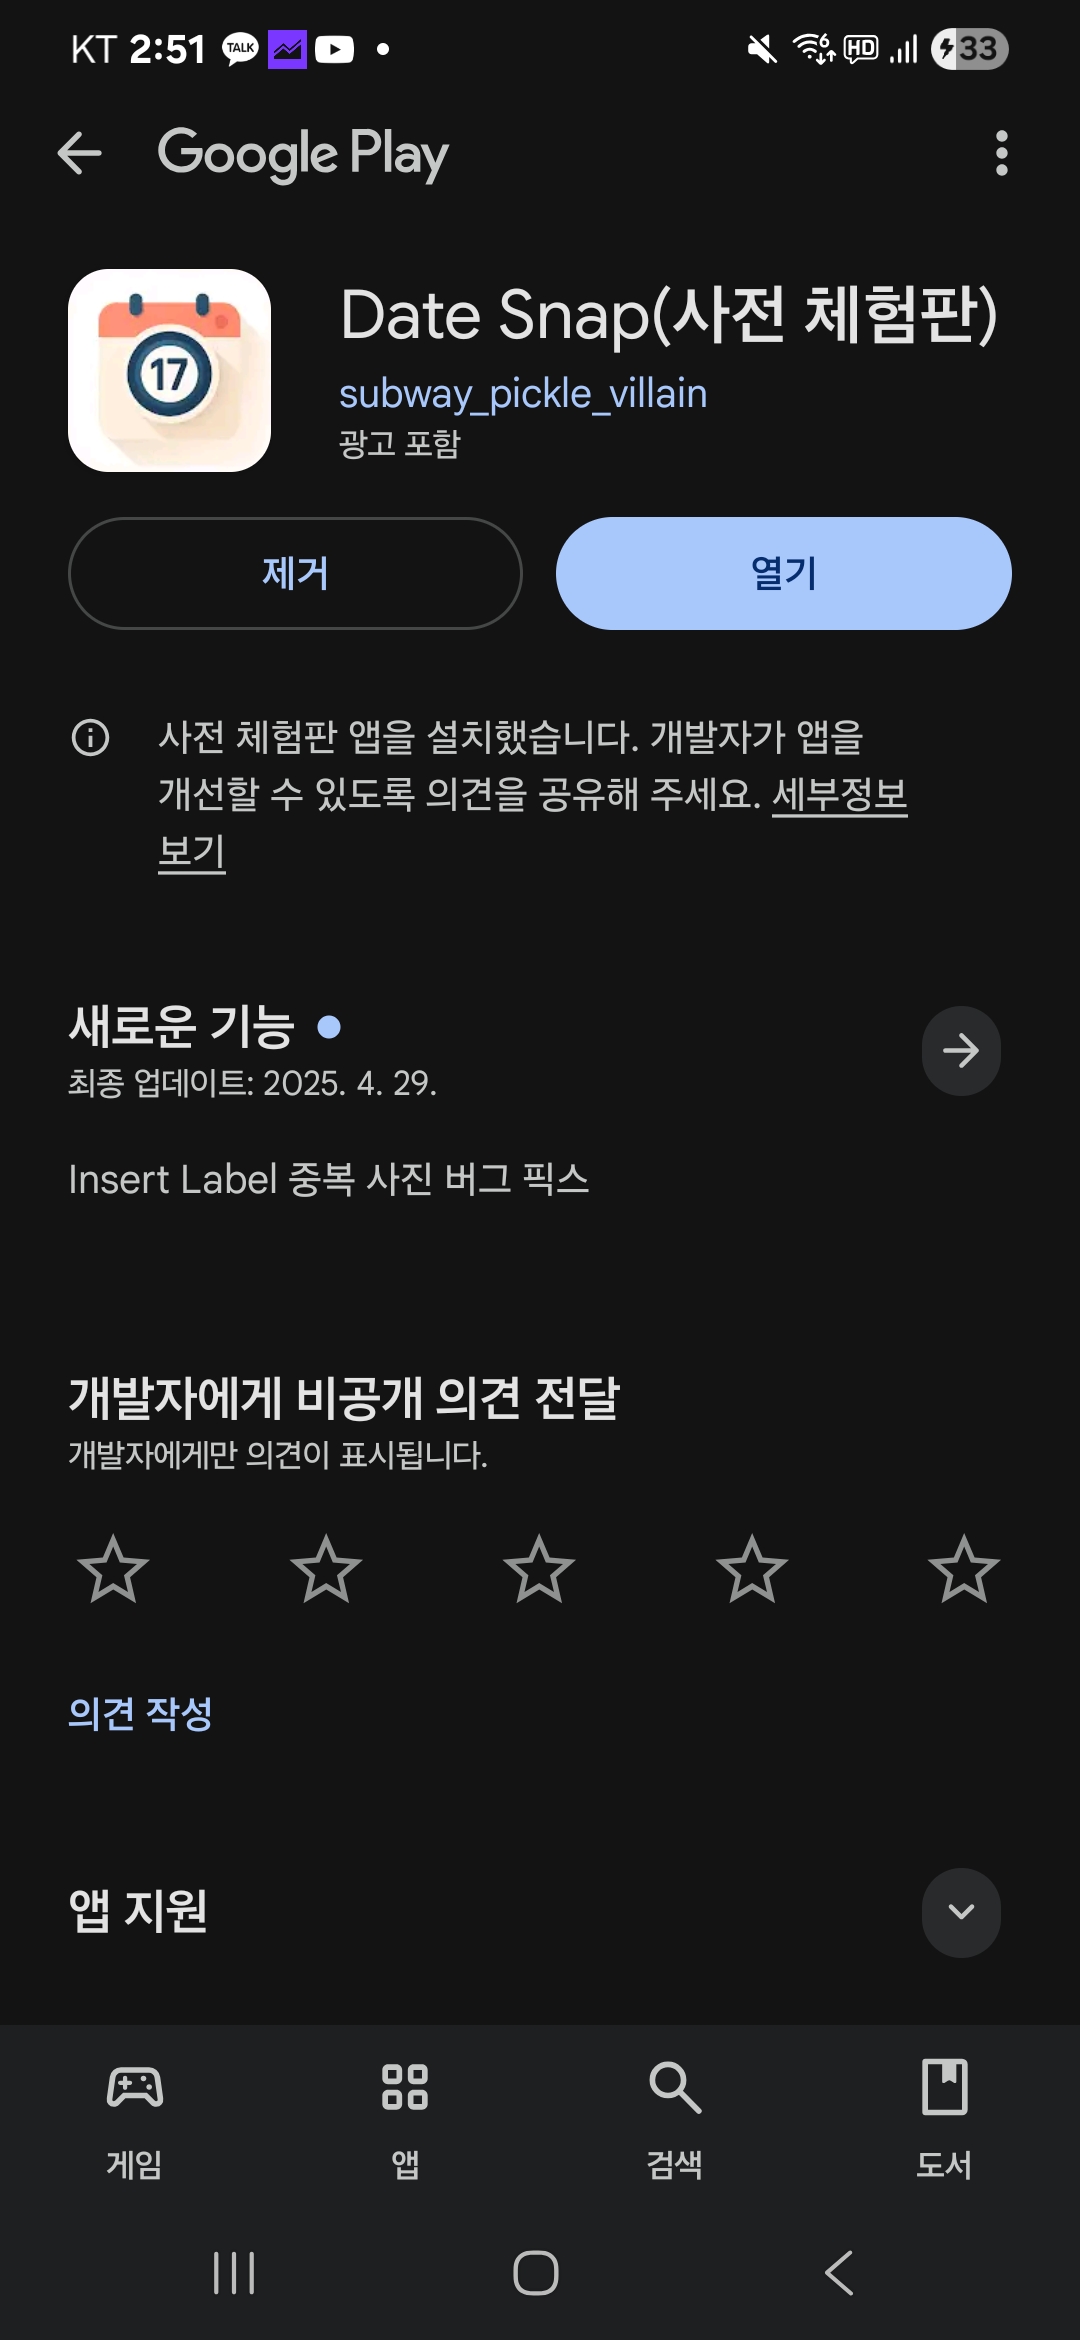 KT 2:51 TALK
6 HD 33
Google Play
17
Date Snap(사전 체험판)
subway_pickle_villain
광고 포함
제거
열기
사전 체험판 앱을 설치했습니다. 개발자가 앱을
개선할 수 있도록 의견을 공유해 주세요. 세부정보
보기
새로운 기능
최종 업데이트: 2025. 4. 29.
Insert Label 중복 사진 버그 픽스
개발자에게 비공개 의견 전달
개발자에게만 의견이 표시됩니다.
의견 작성
앱 지원
게임
앱
검색
도서